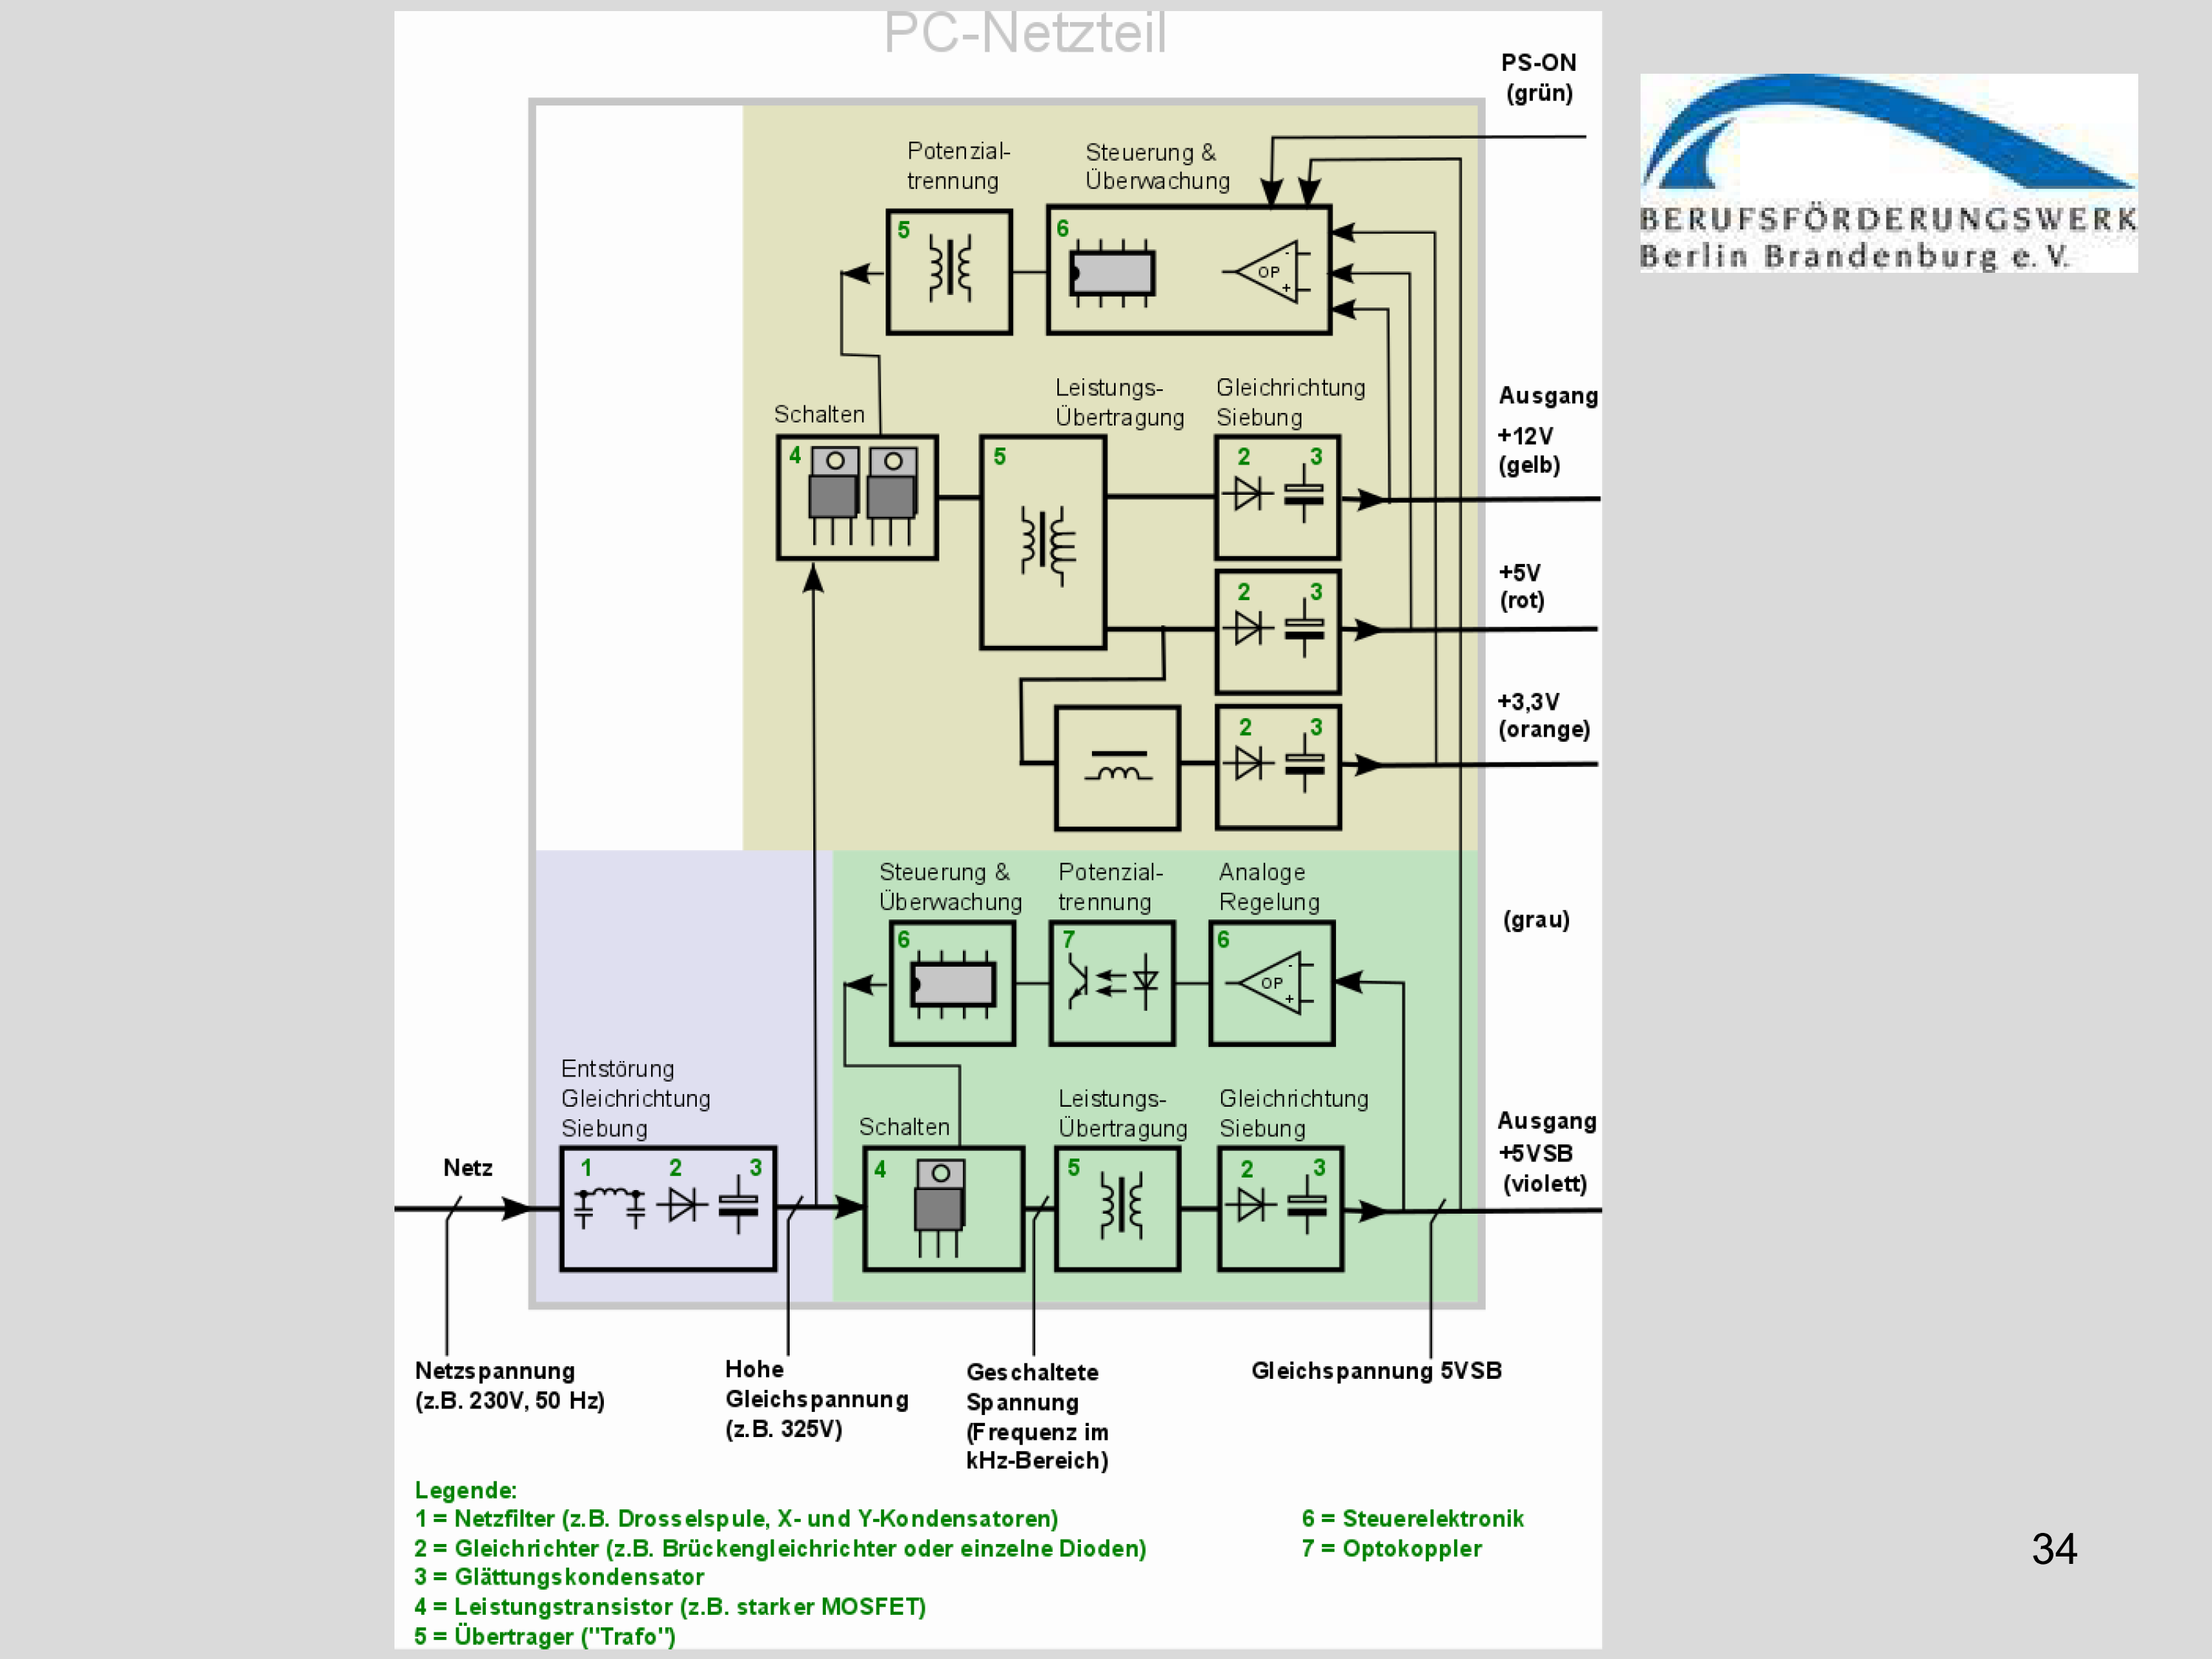 PC-Netzteil
PS-ON
(grün)
BERUFSFÖRDERUNGSWERK
Berlin Brandenburg e. V.
Potenzial-
trennung
Steuerung &
Überwachung
5
6
OP
-
+
Schalten
Leistungs-
Übertragung
Gleichrichtung
Siebung
4
5
2 3
Ausgang
+12V
(gelb)
2 3
+5V
(rot)
2 3
+3,3V
(orange)
Steuerung &
Überwachung
Potenzial-
trennung
Analoge
Regelung
(grau)
6
7
6
OP
-
+
Entstörung
Gleichrichtung
Siebung
Schalten
Leistungs-
Übertragung
Gleichrichtung
Siebung
Ausgang
+5VSB
(violett)
Netz
1 2 3
4
5
2 3
Netzspannung
(z.B. 230V, 50 Hz)
Hohe
Gleichspannung
(z.B. 325V)
Geschaltete
Spannung
(Frequenz im
kHz-Bereich)
Gleichspannung 5VSB
Legende:
1 = Netzfilter (z.B. Drosselspule, X- und Y-Kondensatoren)
2 = Gleichrichter (z.B. Brückengleichrichter oder einzelne Dioden)
3 = Glättungskondensator
4 = Leistungstransistor (z.B. starker MOSFET)
5 = Übertrager ("Trafo")
6 = Steuerelektronik
7 = Optokoppler
34